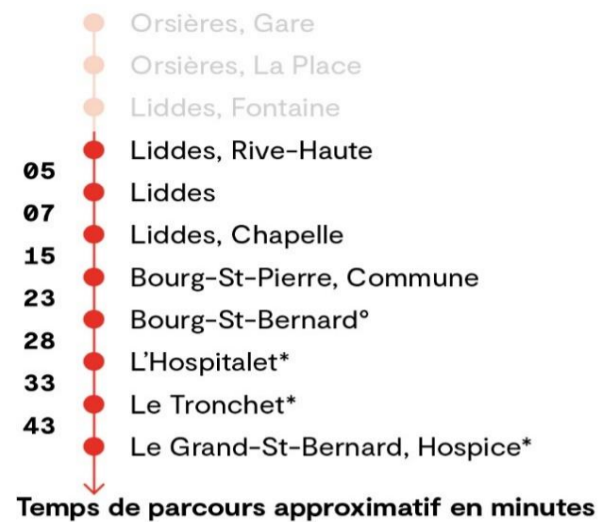 Orsières, Gare
Orsières, La Place
Liddes, Fontaine
Liddes, Rive-Haute
05
Liddes
07
Liddes, Chapelle
15
Bourg-St-Pierre, Commune
23
Bourg-St-Bernard°
28
L'Hospitalet*
33
Le Tronchet*
43
Le Grand-St-Bernard, Hospice*
Temps de parcours approximatif en minutes